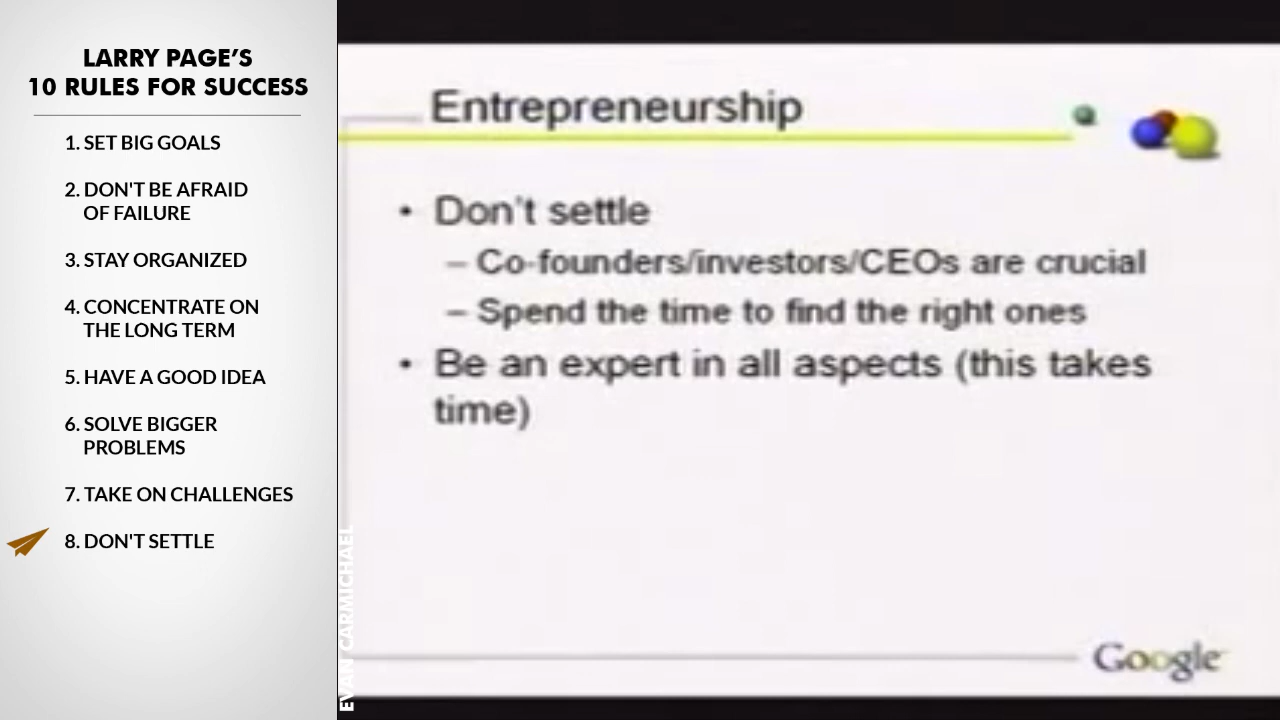 LARRY PAGE'S
10 RULES FOR SUCCESS
1. SET BIG GOALS
2. DON'T BE AFRAID
OF FAILURE
3. STAY ORGANIZED
4. CONCENTRATE ON
THE LONG TERM
5. HAVE A GOOD IDEA
6. SOLVE BIGGER
PROBLEMS
7. TAKE ON CHALLENGES
8. DON'T SETTLE
EVAN CARMICHAEL
Entrepreneurship
• Don't settle
– Co-founders/investors/CEOs are crucial
– Spend the time to find the right ones
• Be an expert in all aspects (this takes
time)
Google